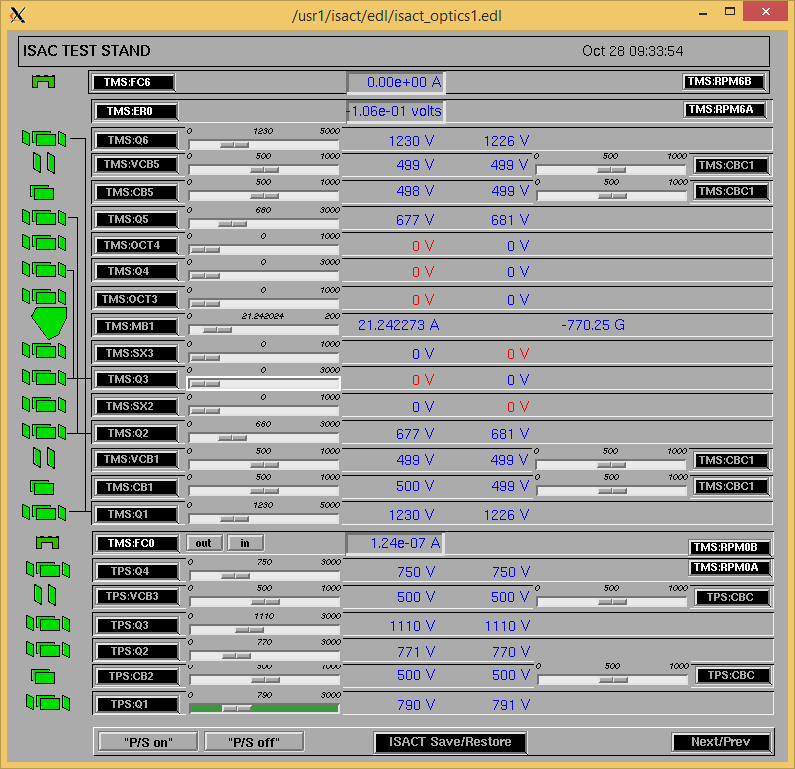 /usr1/isact/edl/isact_optics1.edl
ISAC TEST STAND Oct 28 09:33:54
TMS:FC6 0.00e+00 A TMS:RPM6B
TMS:ER0 -1.06e-01 volts TMS:RPM6A
0 1230 5000
TMS:Q6 1230 V 1226 V
0 500 1000 0 500 1000
TMS:VCB5 499 V 499 V TMS:CBC1
0 500 1000 0 500 1000
TMS:CB5 498 V 499 V TMS:CBC1
0 680 3000
TMS:Q5 677 V 681 V
0 0 1000
TMS:OCT4 0 V 0 V
0 0 3000
TMS:Q4 0 V 0 V
0 0 1000
TMS:OCT3 0 V 0 V
0 21.242024 200
TMS:MB1 21.242273 A -770.25 G
0 0 1000
TMS:SX3 0 V 0 V
0 0 3000
TMS:Q3 0 V 0 V
0 0 1000
TMS:SX2 0 V 0 V
0 680 3000
TMS:Q2 677 V 681 V
0 500 1000 0 500 1000
TMS:VCB1 499 V 499 V TMS:CBC1
0 500 1000 0 500 1000
TMS:CB1 500 V 499 V TMS:CBC1
0 1230 5000
TMS:Q1 1230 V 1226 V
TMS:FC0 out in 1.24e-07 A TMS:RPM0B
0 750 3000 TMS:RPM0A
TPS:Q4 750 V 750 V
0 500 1000 0 500 1000
TPS:VCB3 500 V 500 V TPS:CBC
0 1110 3000
TPS:Q3 1110 V 1110 V
0 770 3000
TPS:Q2 771 V 770 V
0 500 1000 0 500 1000
TPS:CB2 500 V 500 V TPS:CBC
0 790 3000
TPS:Q1 790 V 791 V
"P/S on" "P/S off" ISACT Save/Restore Next/Prev